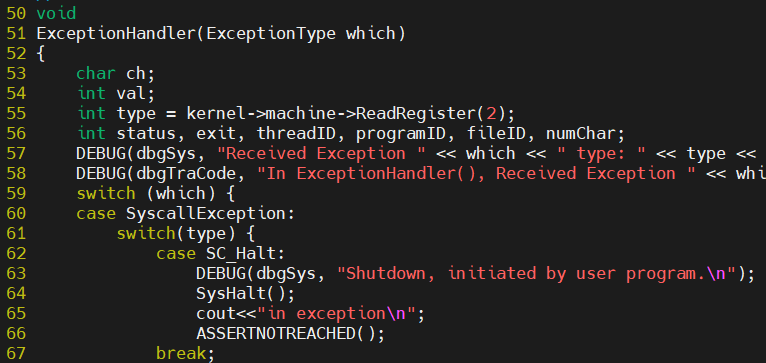 50 void
51 ExceptionHandler(ExceptionType which)
52 {
53     char ch;
54     int val;
55     int type = kernel->machine->ReadRegister(2);
56     int status, exit, threadID, programID, fileID, numChar;
57     DEBUG(dbgSys, "Received Exception " << which << " type: " << type <<
58     DEBUG(dbgTraCode, "In ExceptionHandler(), Received Exception " << whi
59     switch (which) {
60     case SyscallException:
61         switch(type) {
62             case SC_Halt:
63                 DEBUG(dbgSys, "Shutdown, initiated by user program.\n");
64                 SysHalt();
65                 cout<<"in exception\n";
66                 ASSERTNOTREACHED();
67             break;